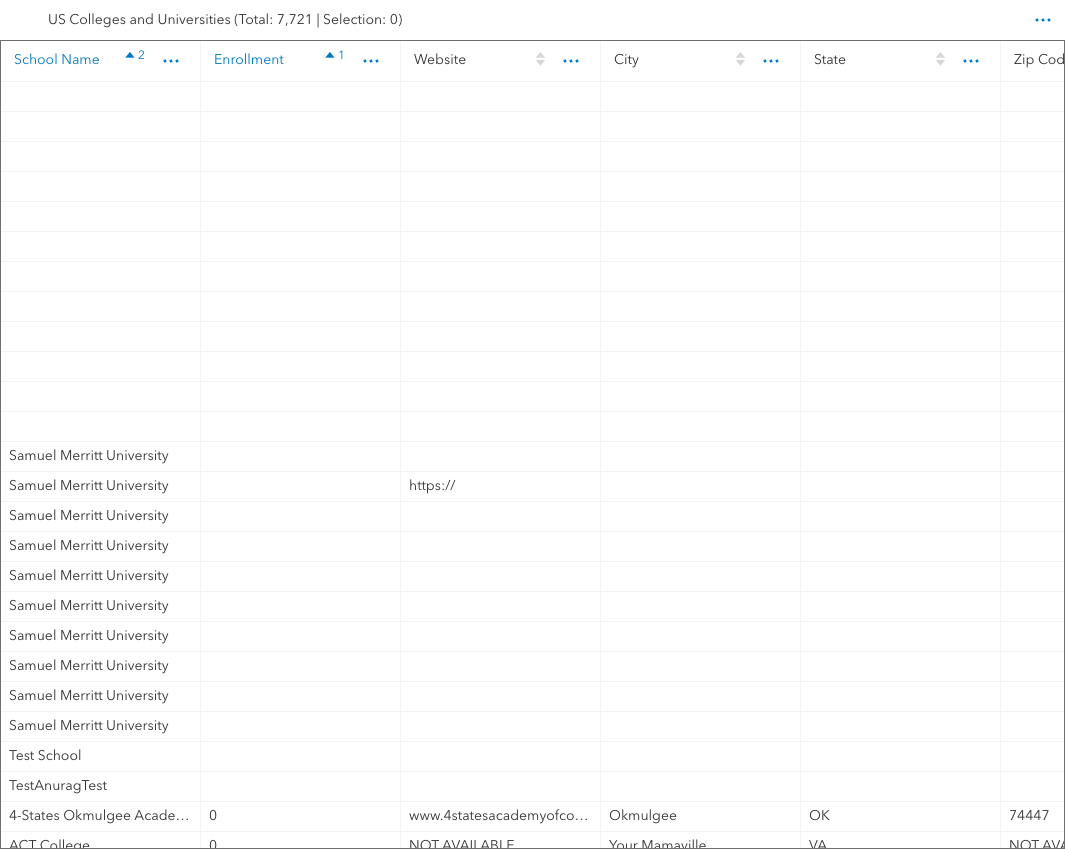 US Colleges and Universities (Total: 7,721 | Selection: 0)
School Name 2 Enrollment 1 Website City State Zip Cod
Samuel Merritt University
Samuel Merritt University https://
Samuel Merritt University
Samuel Merritt University
Samuel Merritt University
Samuel Merritt University
Samuel Merritt University
Samuel Merritt University
Samuel Merritt University
Samuel Merritt University
Test School
TestAnuragTest
4-States Okmulgee Acade... 0 www.4statesacademyofco... Okmulgee OK 74447
ACT College 0 NOT AVAILABLE Your Mamaville VA NOT AVA